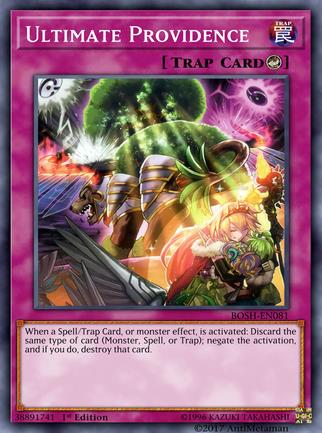 ULTIMATE PROVIDENCE
TRAP
罠
[TRAP CARD]
BOSH-EN081
When a Spell/Trap Card, or monster effect, is activated: Discard the
same type of card (Monster, Spell, or Trap); negate the activation,
and if you do, destroy that card.
38891741 1st Edition ©1996 KAZUKI TAKAHASHI
©2017 AntiMetaman